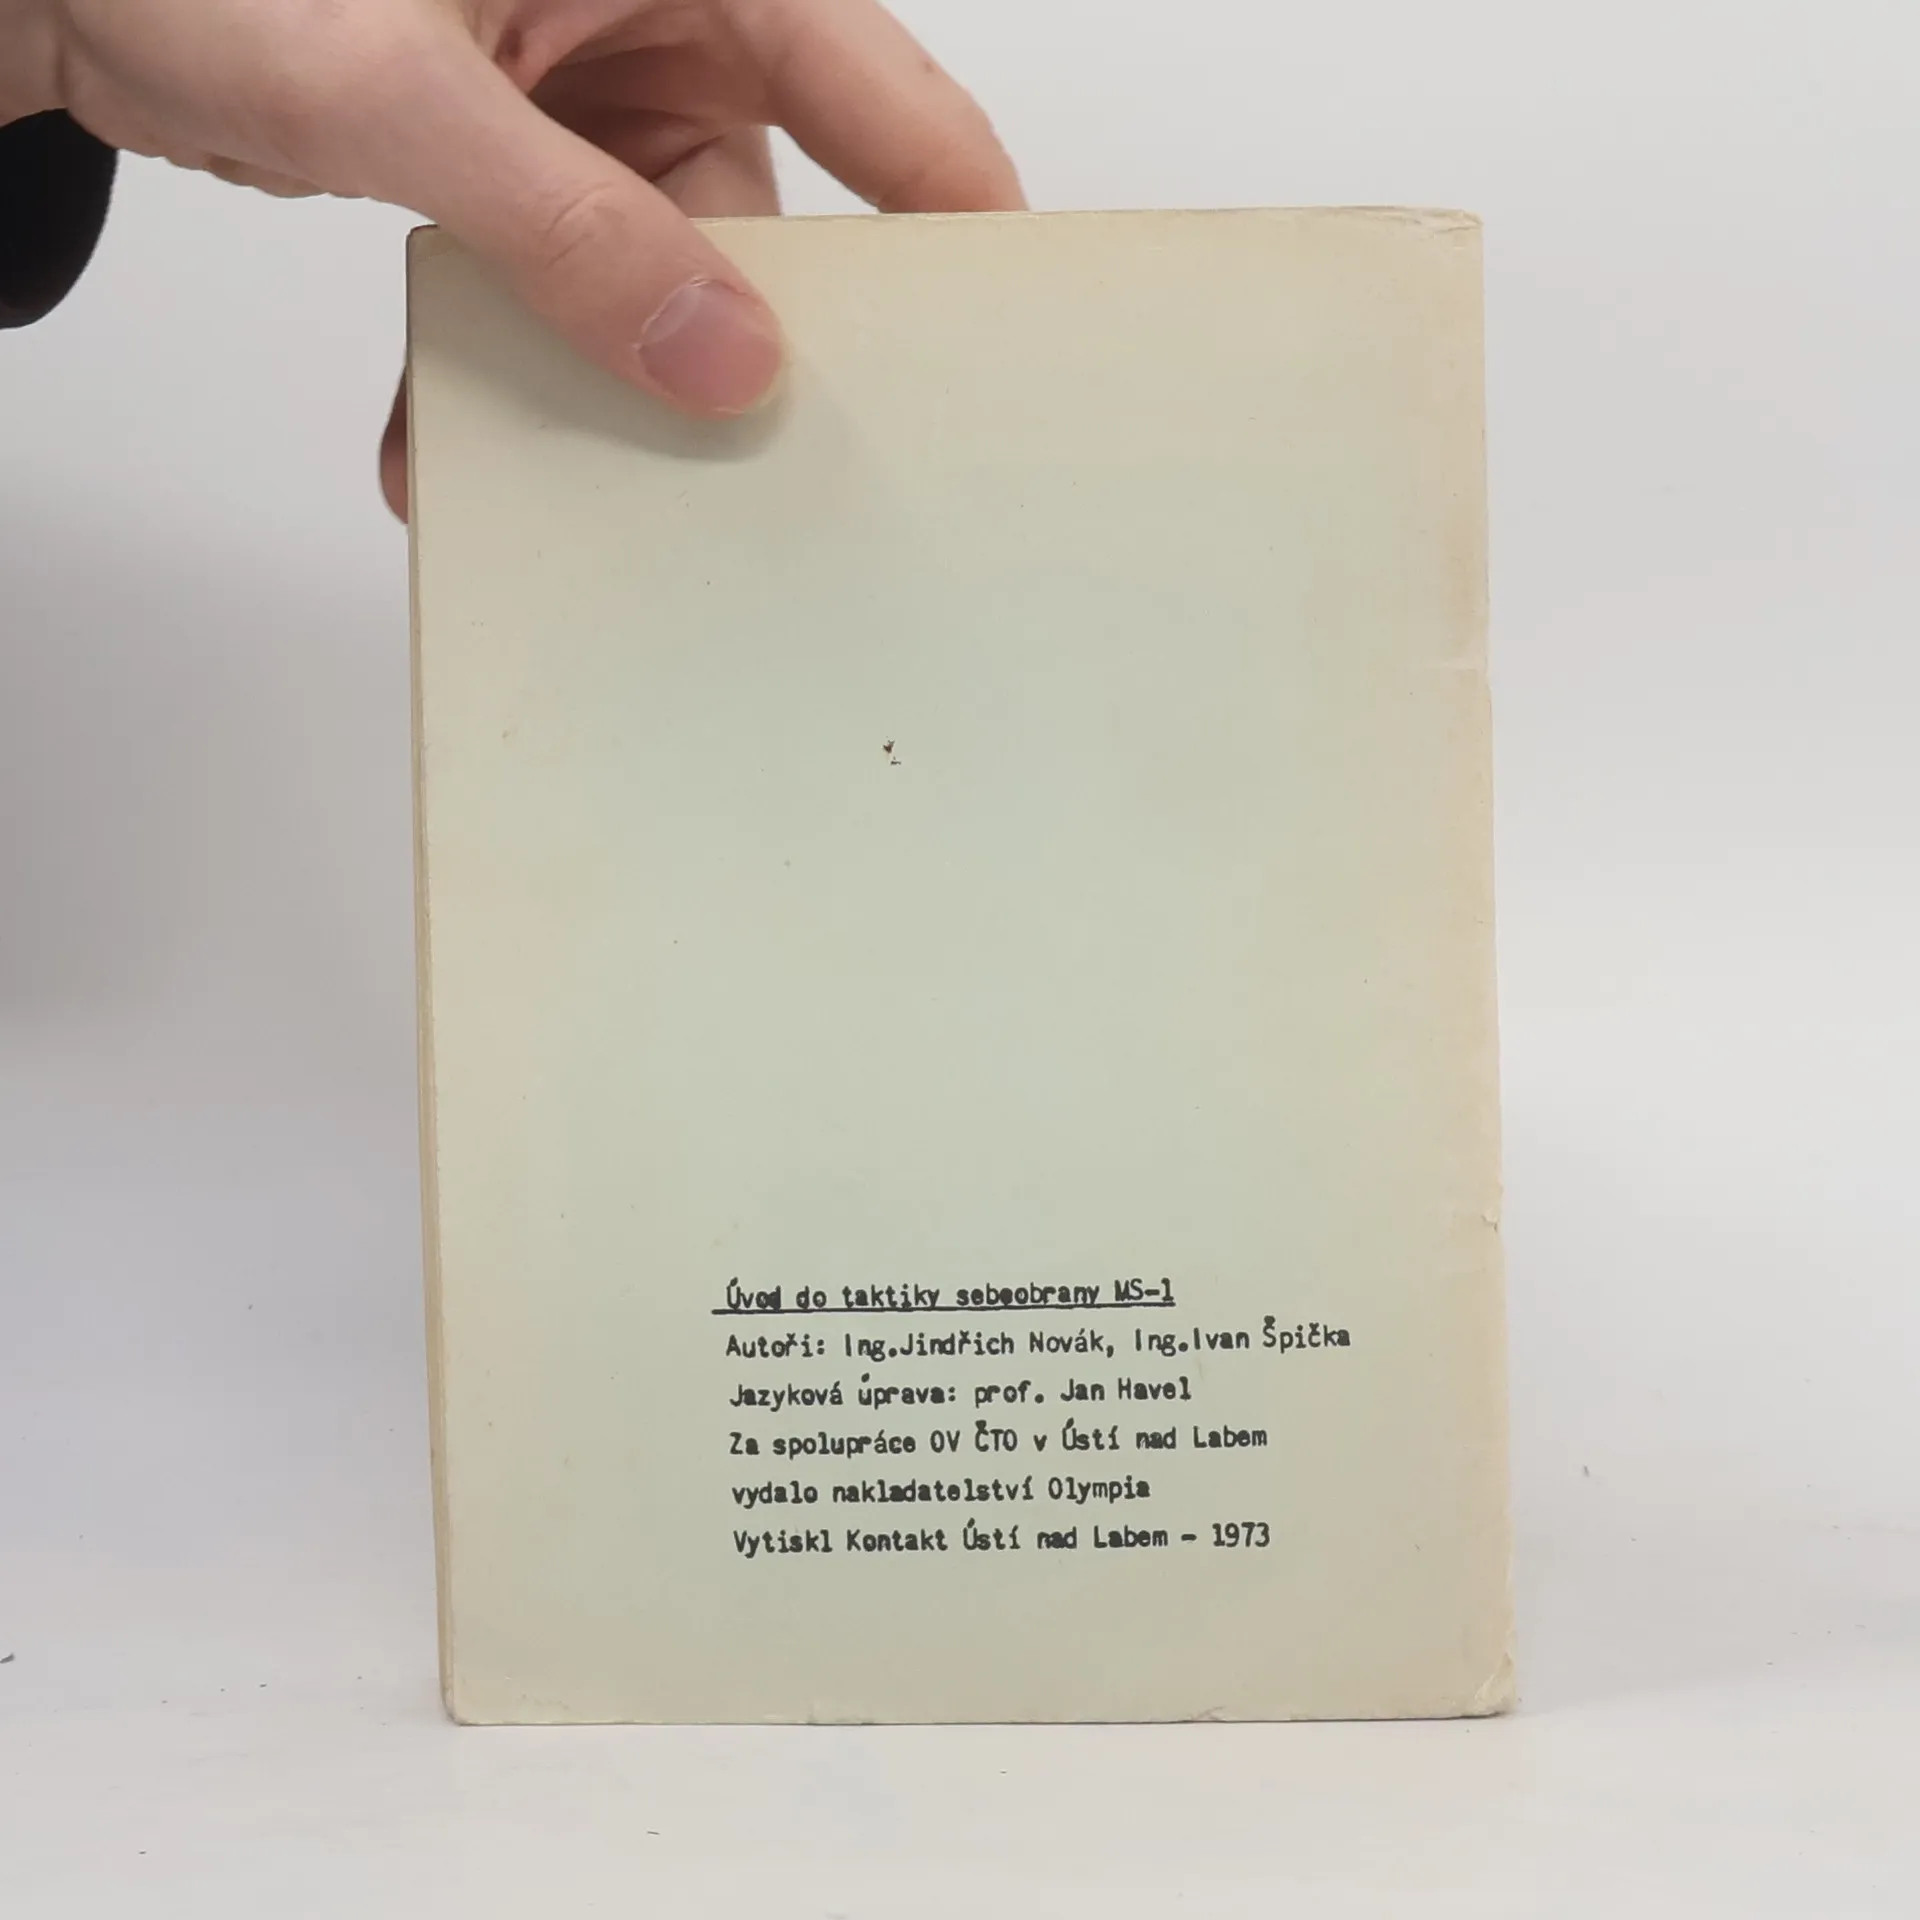 Úvod do taktiky sebeobrany MS-1
Autoři: Ing.Jindřich Novák, Ing.Ivan Špička
Jazyková úprava: prof. Jan Havel
Za spolupráce OV ČTO v Ústí nad Labem
vydalo nakladatelství Olympia
Vytiskl Kontakt Ústí nad Labem - 1973